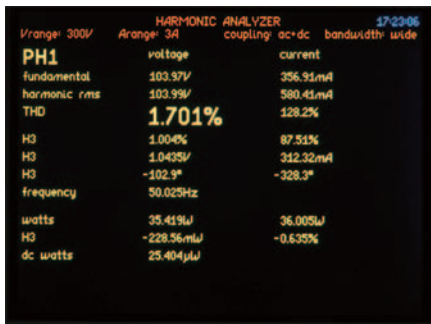 HARMONIC ANALYZER 17:23:06
Vrange: 300V Arange: 3A coupling: ac+dc bandwidth: wide
PH1 voltage current
fundamental 103.97V 356.91mA
harmonic rms 103.99V 580.41mA
THD 1.701% 128.2%
H3 1.004% 87.51%
H3 1.0435V 312.32mA
H3 -102.9° -328.3°
frequency 50.025Hz
watts 35.419W 36.005W
H3 -228.56mW -0.635%
dc watts 25.404µW